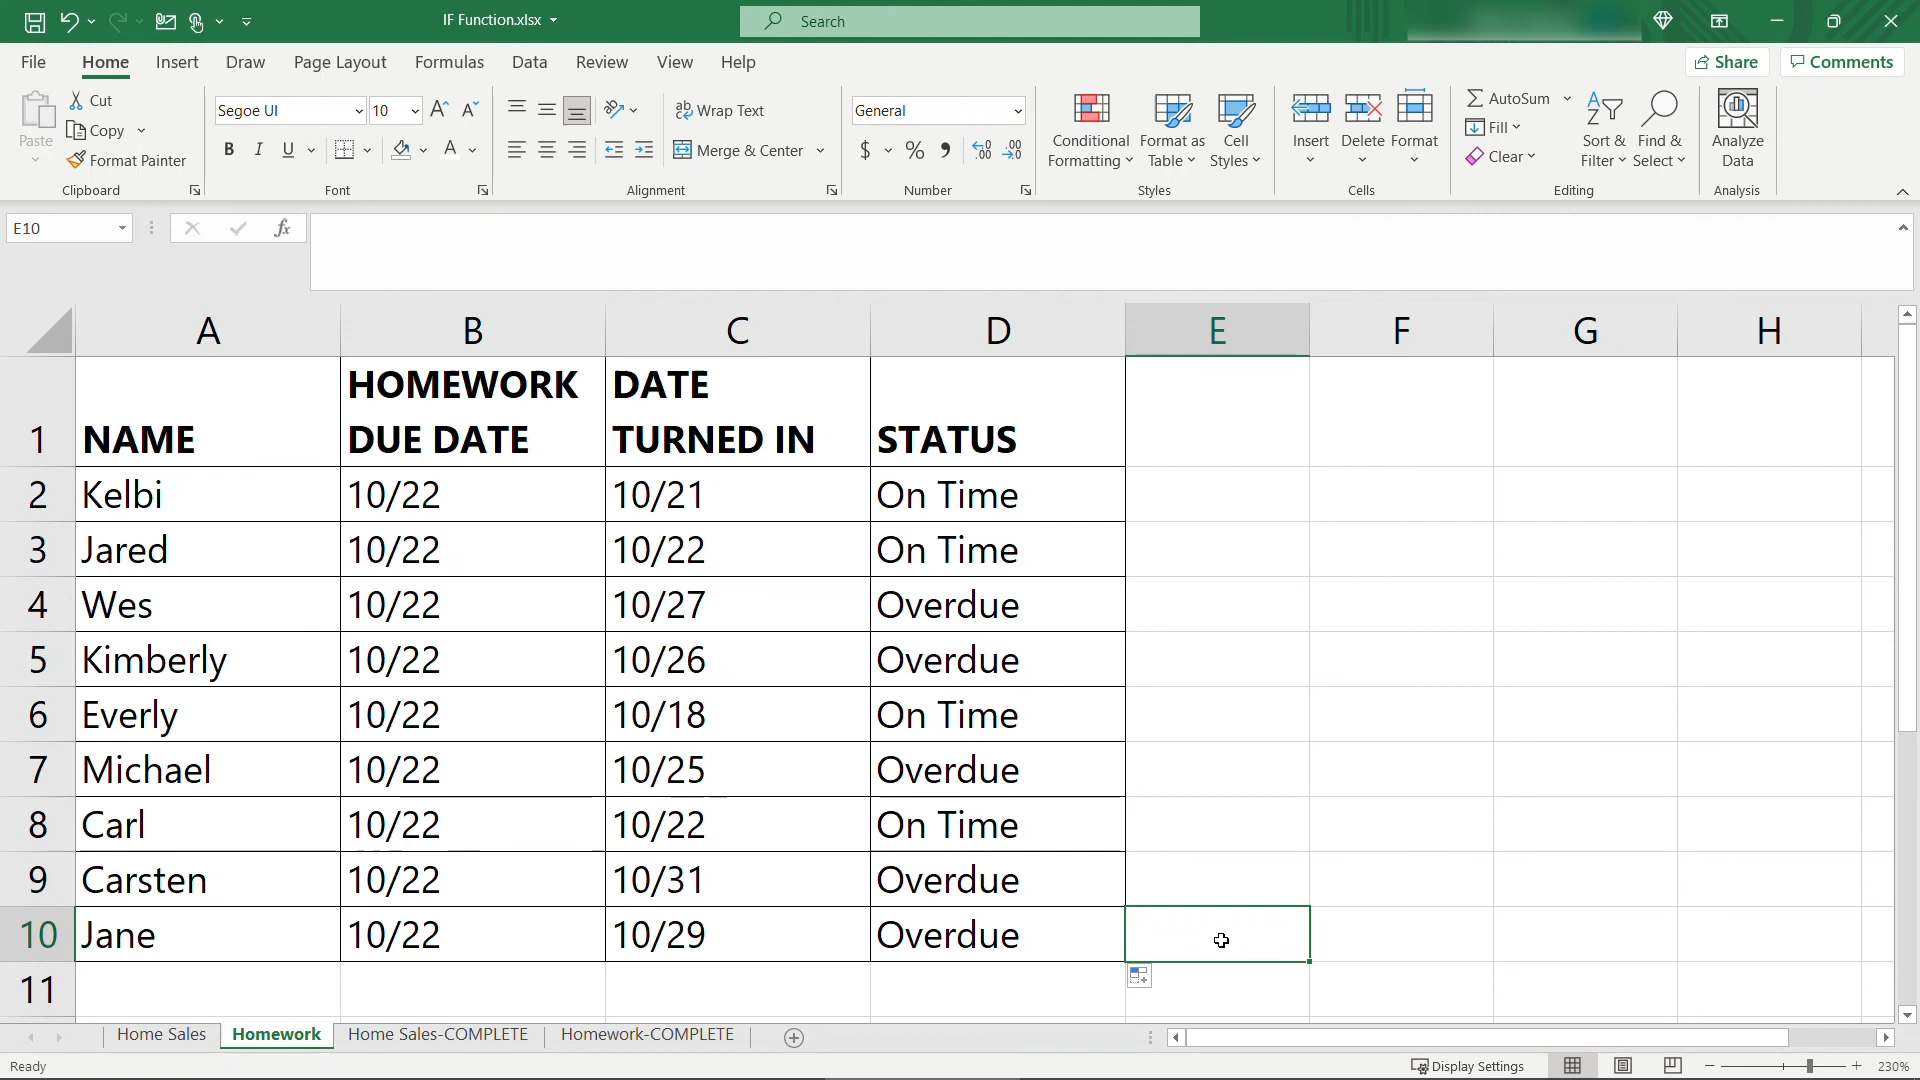 IF Function.xlsx
Search
File Home Insert Draw Page Layout Formulas Data Review View Help
Share Comments
Paste
Cut
Copy
Format Painter
Clipboard
Segoe UI 10
B I U
Font
Wrap Text
Merge & Center
Alignment
General
$ % 9
Number
Conditional Formatting
Format as Table
Cell Styles
Styles
Insert Delete Format
Cells
AutoSum
Fill
Clear
Sort & Filter
Find & Select
Editing
Analyze Data
Analysis
E10
fx
A B C D E F G H
1 NAME HOMEWORK DUE DATE DATE TURNED IN STATUS
2 Kelbi 10/22 10/21 On Time
3 Jared 10/22 10/22 On Time
4 Wes 10/22 10/27 Overdue
5 Kimberly 10/22 10/26 Overdue
6 Everly 10/22 10/18 On Time
7 Michael 10/22 10/25 Overdue
8 Carl 10/22 10/22 On Time
9 Carsten 10/22 10/31 Overdue
10 Jane 10/22 10/29 Overdue
11
Home Sales Homework Home Sales-COMPLETE Homework-COMPLETE
Ready
Display Settings
230%